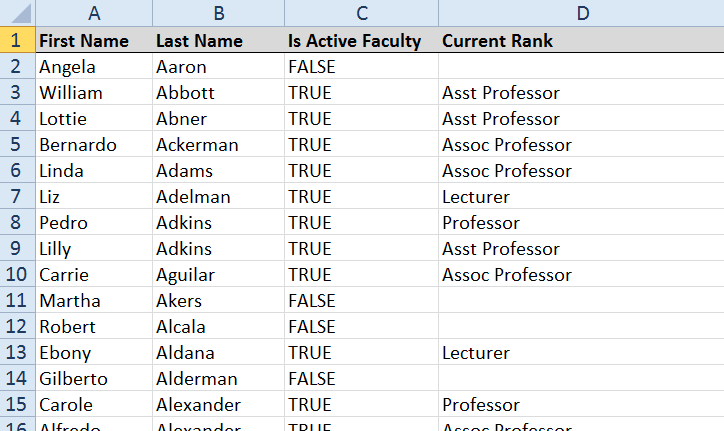 A B C D
1 First Name Last Name Is Active Faculty Current Rank
2 Angela Aaron FALSE
3 William Abbott TRUE Asst Professor
4 Lottie Abner TRUE Asst Professor
5 Bernardo Ackerman TRUE Assoc Professor
6 Linda Adams TRUE Assoc Professor
7 Liz Adelman TRUE Lecturer
8 Pedro Adkins TRUE Professor
9 Lilly Adkins TRUE Asst Professor
10 Carrie Aguilar TRUE Assoc Professor
11 Martha Akers FALSE
12 Robert Alcala FALSE
13 Ebony Aldana TRUE Lecturer
14 Gilberto Alderman FALSE
15 Carole Alexander TRUE Professor
16 Alfredo Alexander TRUE Assoc Professor